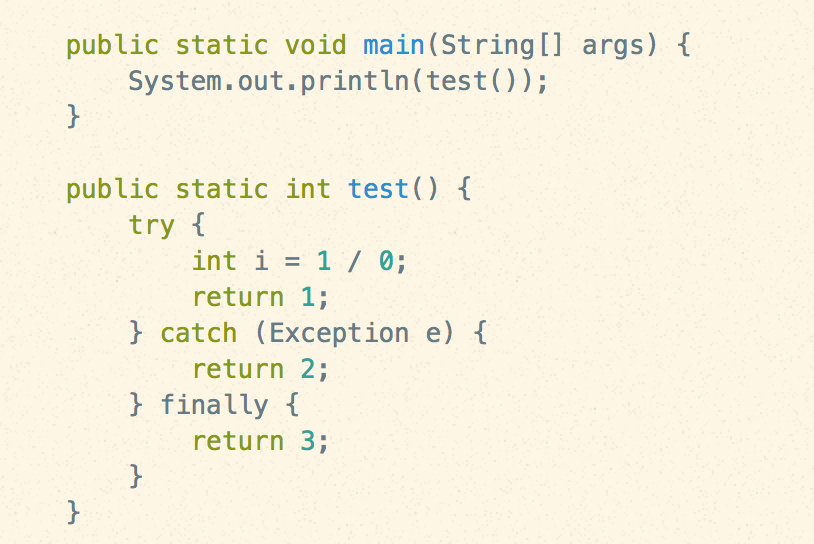 public static void main(String[] args) {
    System.out.println(test());
}

public static int test() {
    try {
        int i = 1 / 0;
        return 1;
    } catch (Exception e) {
        return 2;
    } finally {
        return 3;
    }
}